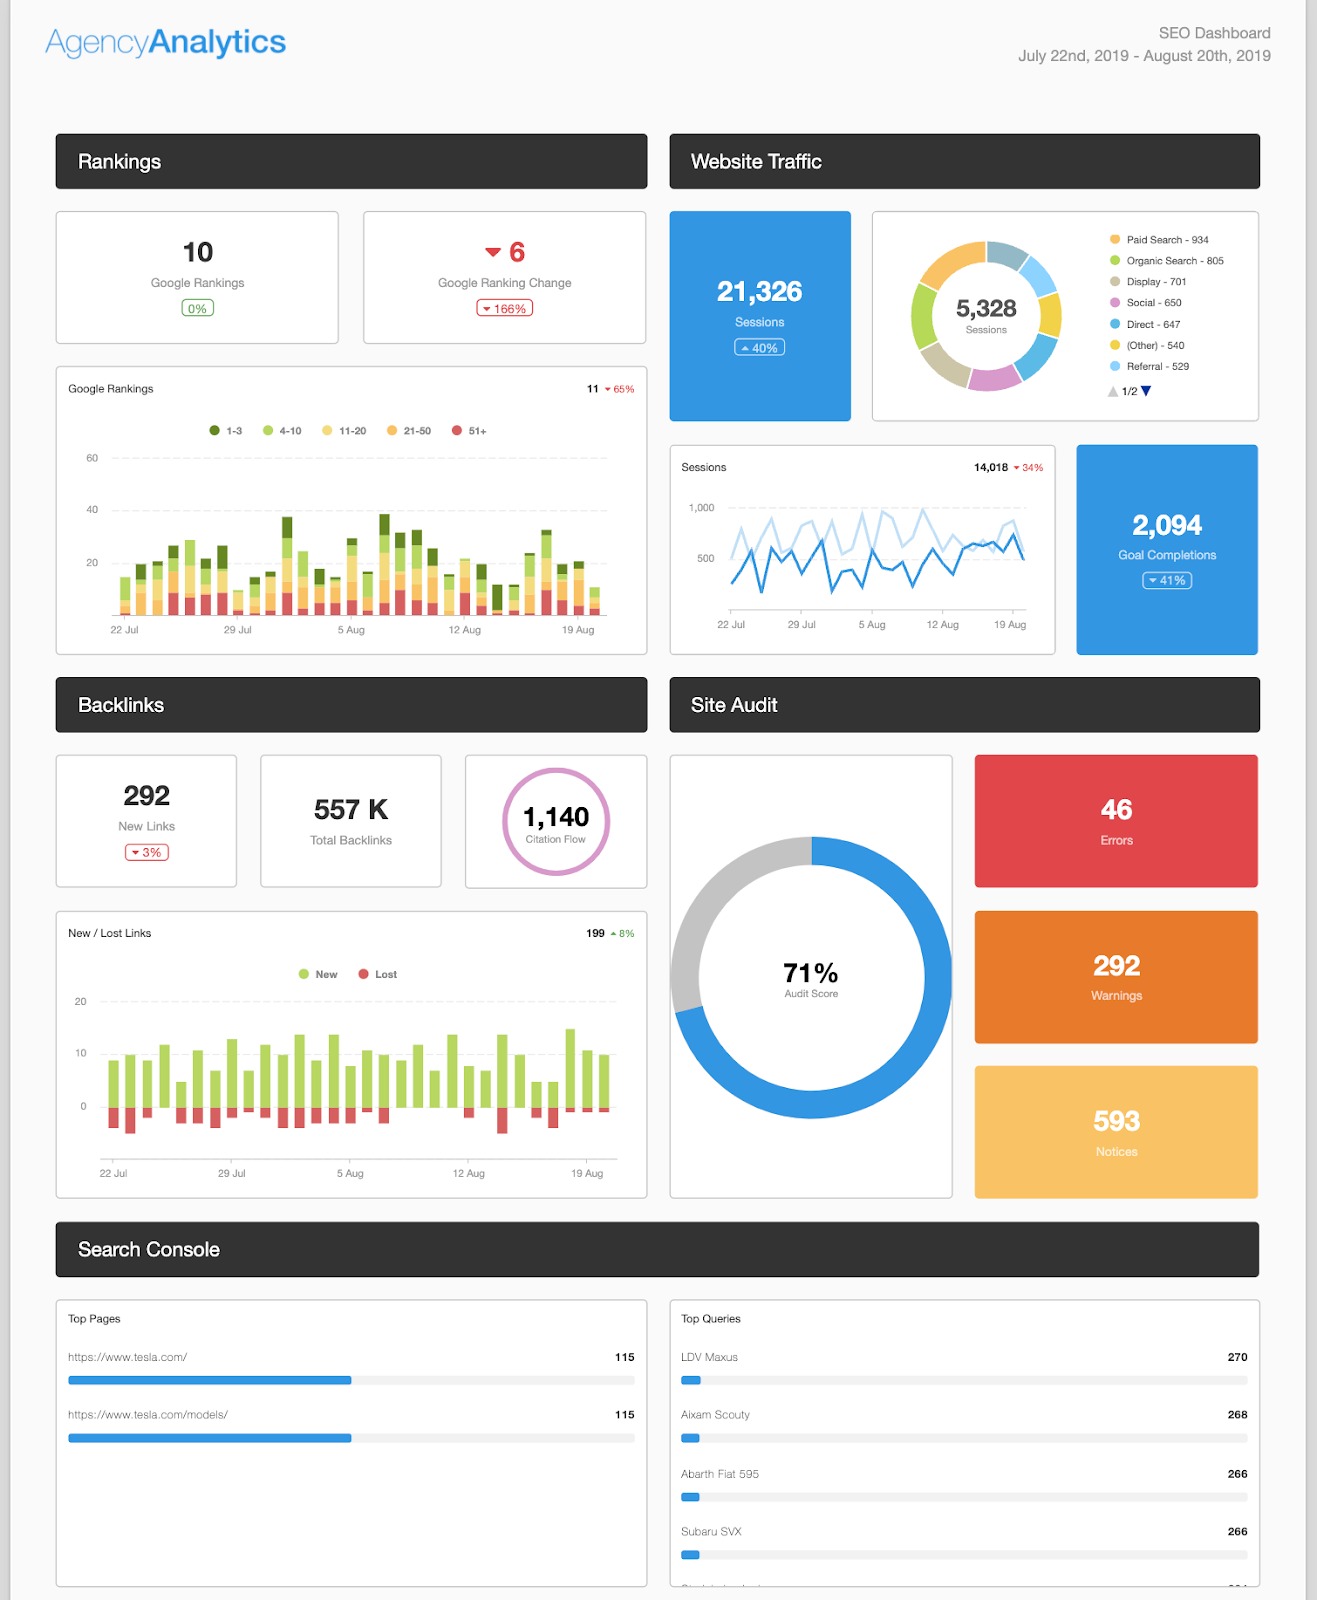 AgencyAnalytics
SEO Dashboard
July 22nd, 2019 - August 20th, 2019
Rankings
10
Google Rankings
0%
6
Google Ranking Change
166%
Google Rankings
11 65%
1-3 4-10 11-20 21-50 51+
60
40
20
22 Jul 29 Jul 5 Aug 12 Aug 19 Aug
Website Traffic
21,326
Sessions
40%
5,328
Sessions
Paid Search - 934
Organic Search - 805
Display - 701
Social - 650
Direct - 647
(Other) - 540
Referral - 529
1/2
Sessions
14,018 34%
1,000
500
22 Jul 29 Jul 5 Aug 12 Aug 19 Aug
2,094
Goal Completions
41%
Backlinks
292
New Links
3%
557 K
Total Backlinks
1,140
Citation Flow
New / Lost Links
199 8%
New Lost
20
10
0
22 Jul 29 Jul 5 Aug 12 Aug 19 Aug
Site Audit
71%
Audit Score
46
Errors
292
Warnings
593
Notices
Search Console
Top Pages
https://www.tesla.com/ 115
https://www.tesla.com/models/ 115
Top Queries
LDV Maxus 270
Aixam Scouty 268
Abarth Fiat 595 266
Subaru SVX 266